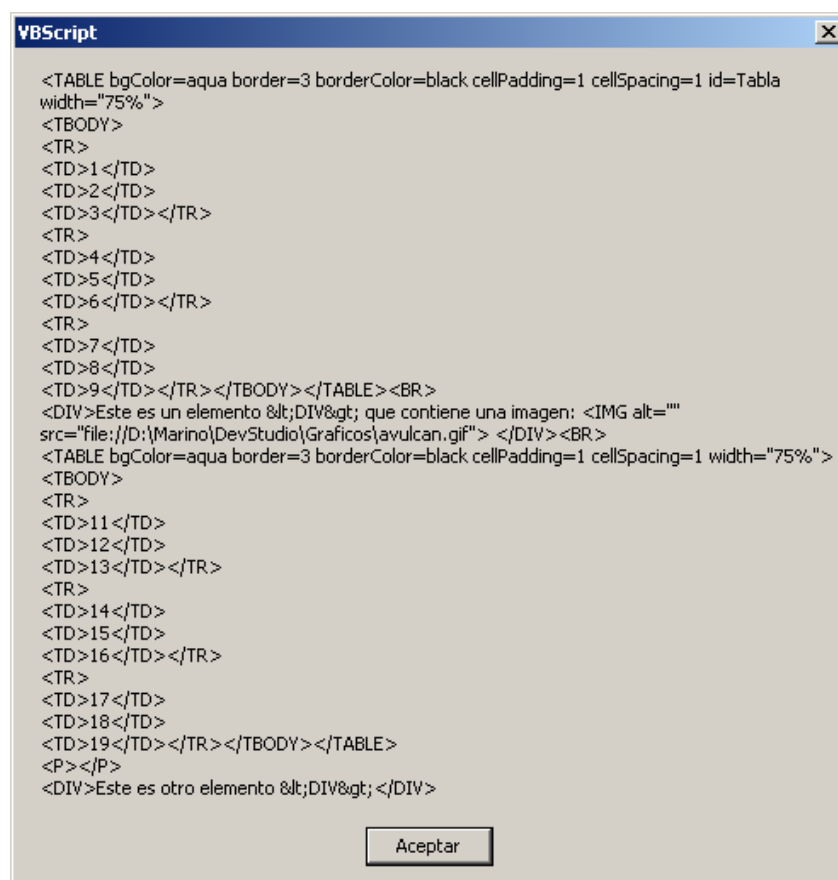 VBScript
<TABLE bgColor=aqua border=3 borderColor=black cellPadding=1 cellSpacing=1 id=Tabla
width="75%">
<TBODY>
<TR>
<TD>1</TD>
<TD>2</TD>
<TD>3</TD></TR>
<TR>
<TD>4</TD>
<TD>5</TD>
<TD>6</TD></TR>
<TR>
<TD>7</TD>
<TD>8</TD>
<TD>9</TD></TR></TBODY></TABLE><BR>
<DIV>Este es un elemento &lt;DIV&gt; que contiene una imagen: <IMG alt=""
src="file://D:\Marino\DevStudio\Graficos\avulcan.gif"> </DIV><BR>
<TABLE bgColor=aqua border=3 borderColor=black cellPadding=1 cellSpacing=1 width="75%">
<TBODY>
<TR>
<TD>11</TD>
<TD>12</TD>
<TD>13</TD></TR>
<TR>
<TD>14</TD>
<TD>15</TD>
<TD>16</TD></TR>
<TR>
<TD>17</TD>
<TD>18</TD>
<TD>19</TD></TR></TBODY></TABLE>
<P></P>
<DIV>Este es otro elemento &lt;DIV&gt;</DIV>
Aceptar